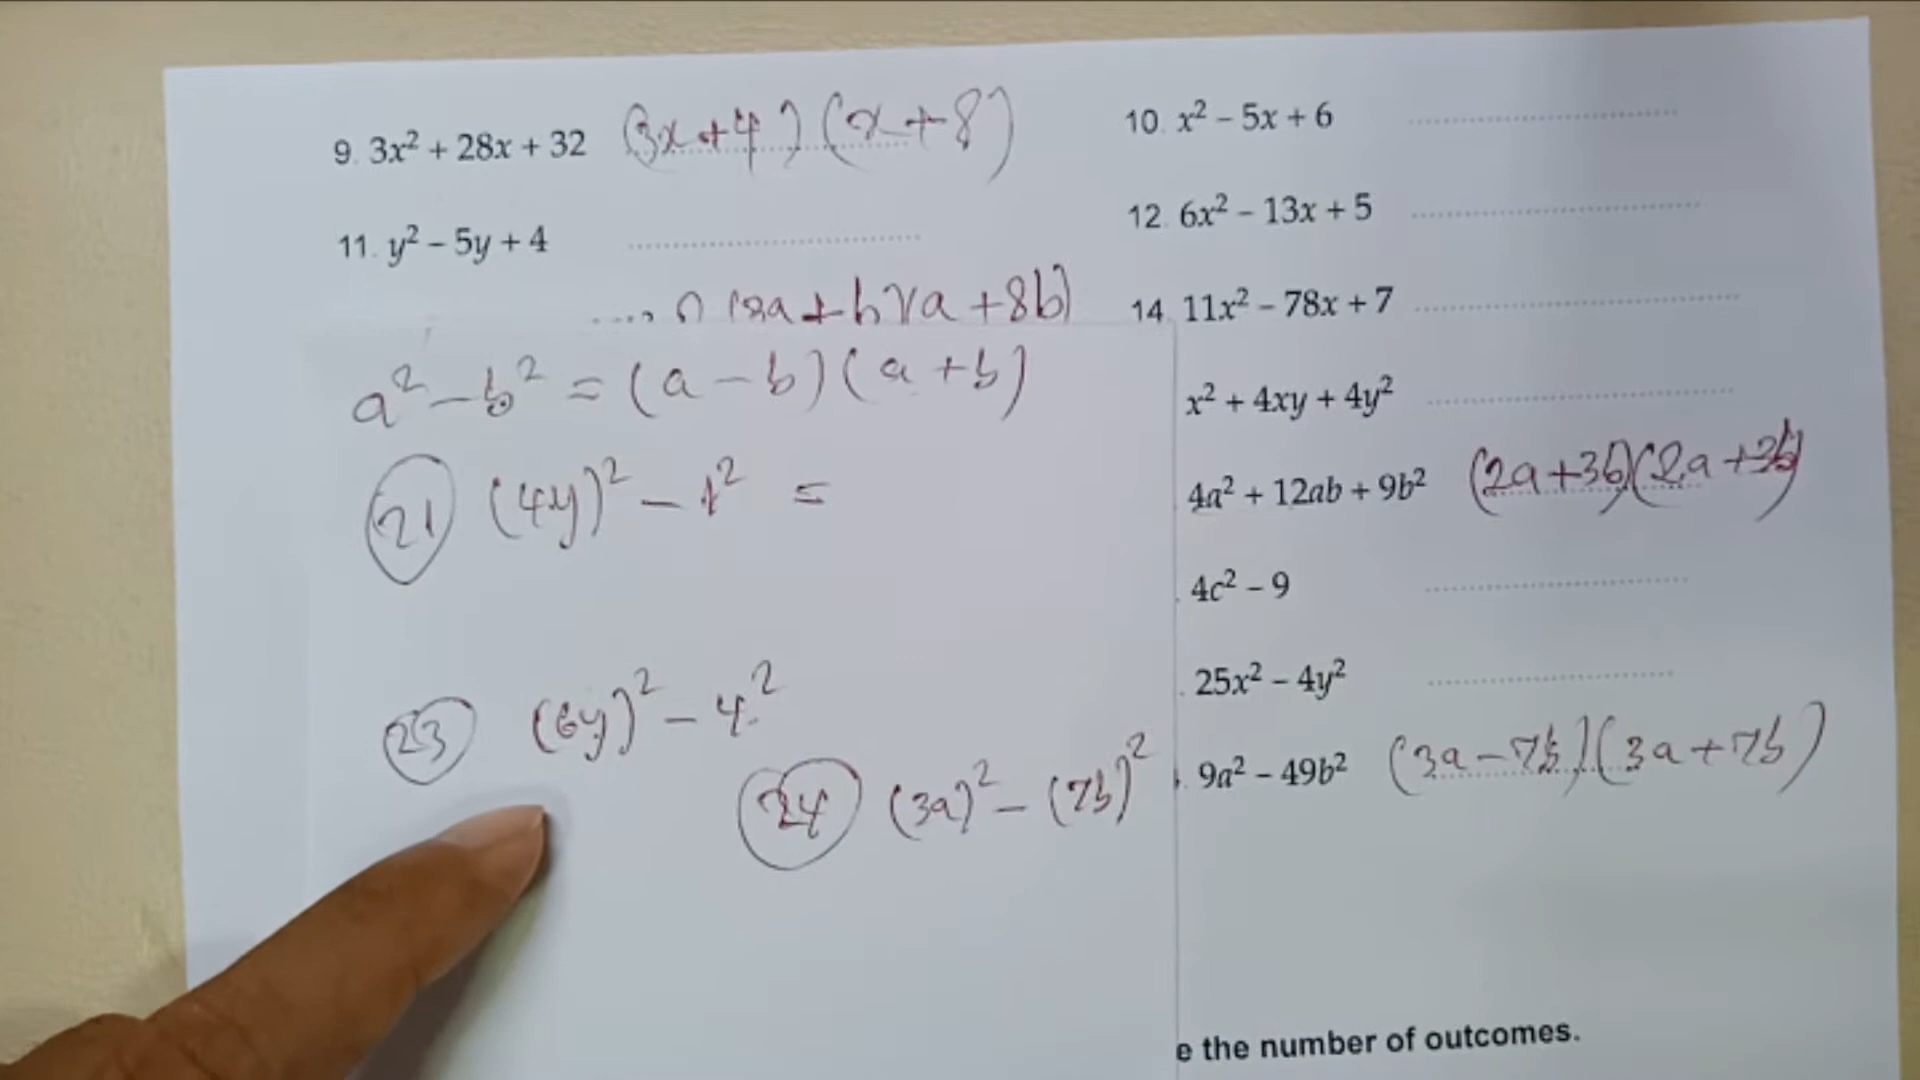 9. 3x² + 28x + 32 (3x+4)(x+8)
10. x² – 5x + 6
11. y² – 5y + 4
12. 6x² – 13x + 5
(3a+b)(a+8b)
14. 11x² – 78x + 7
a²–b² = (a–b)(a+b)
x² + 4xy + 4y²
21 (4y)² – 1² =
4a² + 12ab + 9b² (2a+3b)(2a+3b)
4c² – 9
23 (6y)² – 4²
25x² – 4y²
24 (3a)² – (7b)²
9a² – 49b² (3a–7b)(3a+7b)
e the number of outcomes.